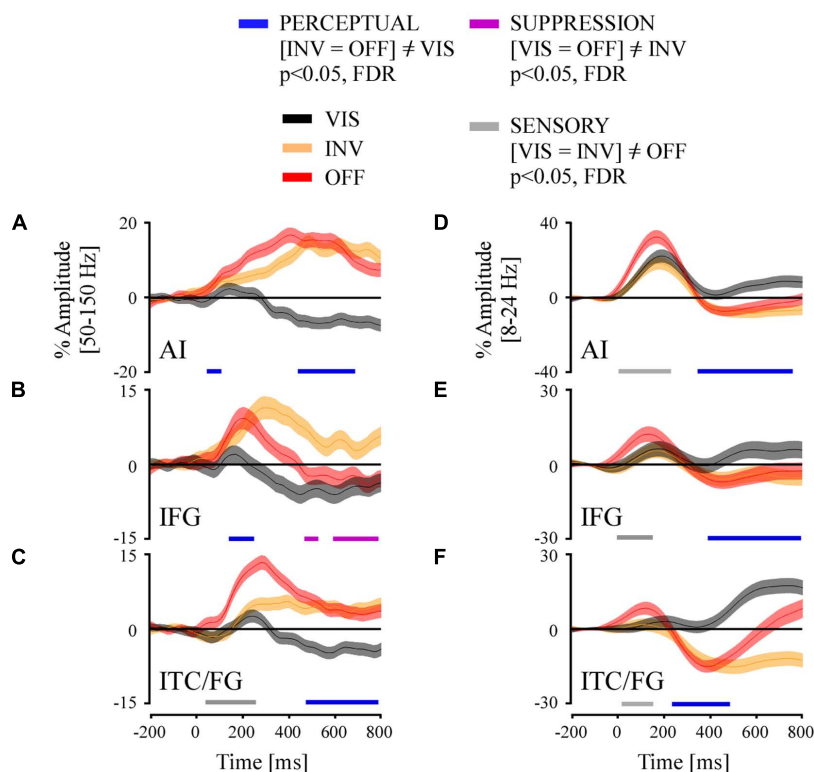 PERCEPTUAL
[INV = OFF] ≠ VIS
p<0.05, FDR
SUPPRESSION
[VIS = OFF] ≠ INV
p<0.05, FDR
VIS
INV
OFF
SENSORY
[VIS = INV] ≠ OFF
p<0.05, FDR
A
% Amplitude
[50-150 Hz]
20
0
-20
AI
B
15
0
-15
IFG
C
15
0
-15
ITC/FG
-200 0 200 400 600 800
Time [ms]
D
% Amplitude
[8-24 Hz]
40
0
-40
AI
E
30
0
-30
IFG
F
30
0
-30
ITC/FG
-200 0 200 400 600 800
Time [ms]